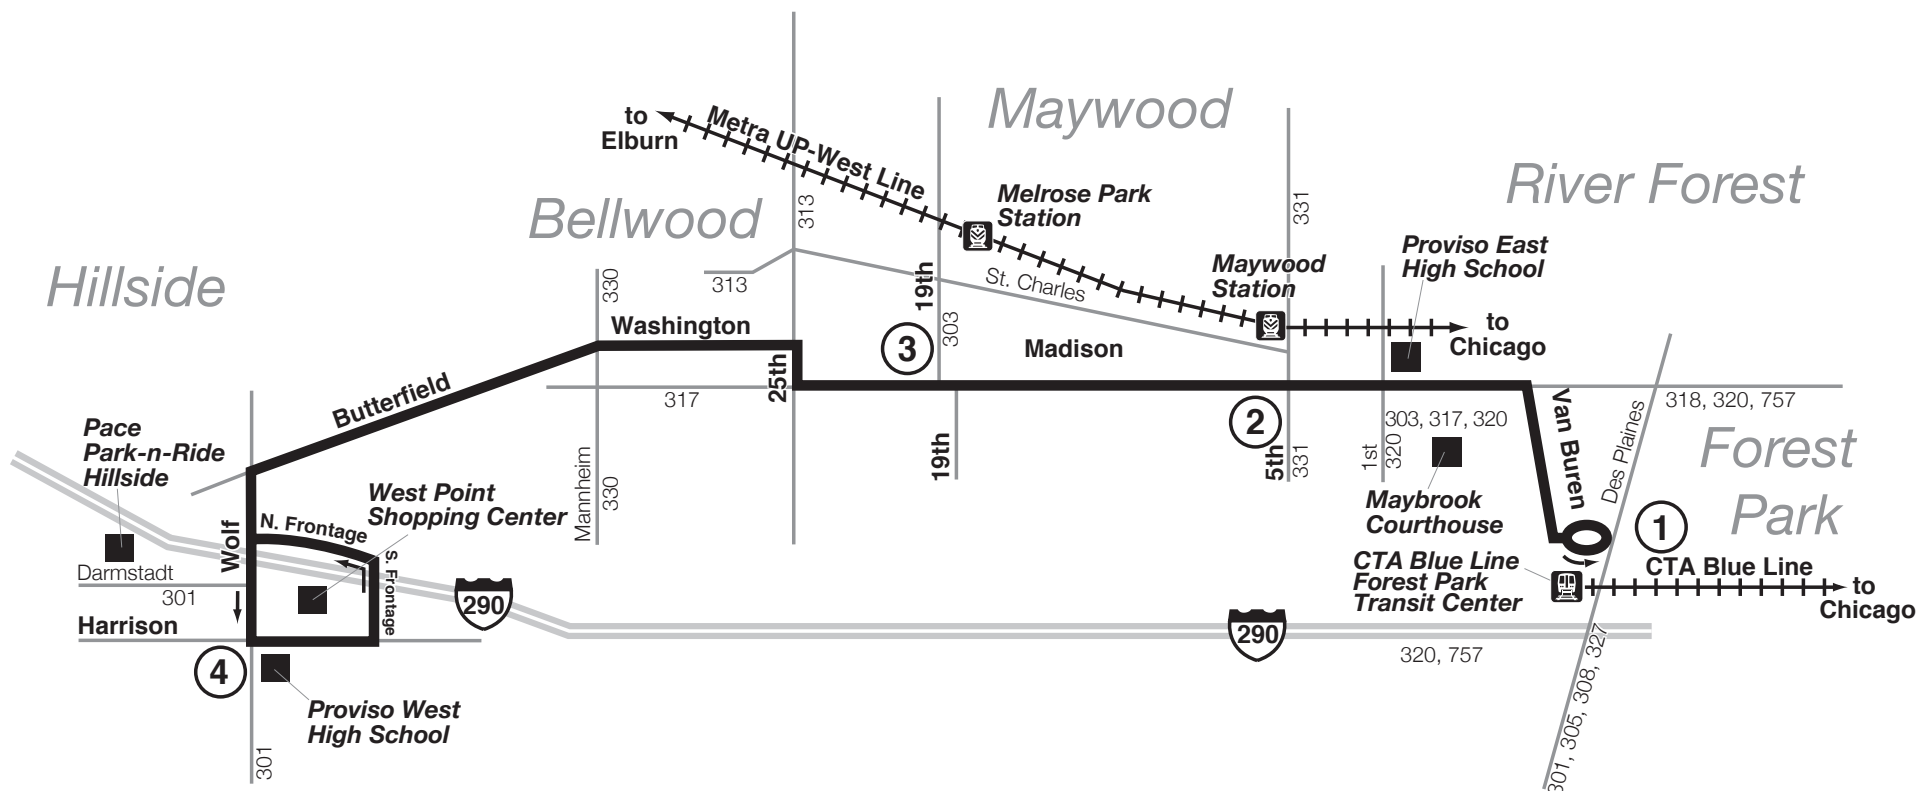 Maywood
to
Elburn
Metra UP-West Line
River Forest
Melrose Park
Station
331
313
Bellwood
Proviso East
High School
Maywood
Station
Hillside
19th
St. Charles
313
330
303
Washington
to
Chicago
3
Madison
25th
Butterfield
317
Van Buren
318, 320, 757
2
303, 317, 320
Des Plaines
Pace
Park-n-Ride
Hillside
19th
5th
331
1st
320
Forest
Park
Mannheim
330
West Point
Shopping Center
Maybrook
Courthouse
N. Frontage
Wolf
1
S. Frontage
CTA Blue Line
Forest Park
Transit Center
CTA Blue Line
to
Chicago
Darmstadt
301
290
Harrison
290
320, 757
4
Proviso West
High School
301
301, 305, 308, 327